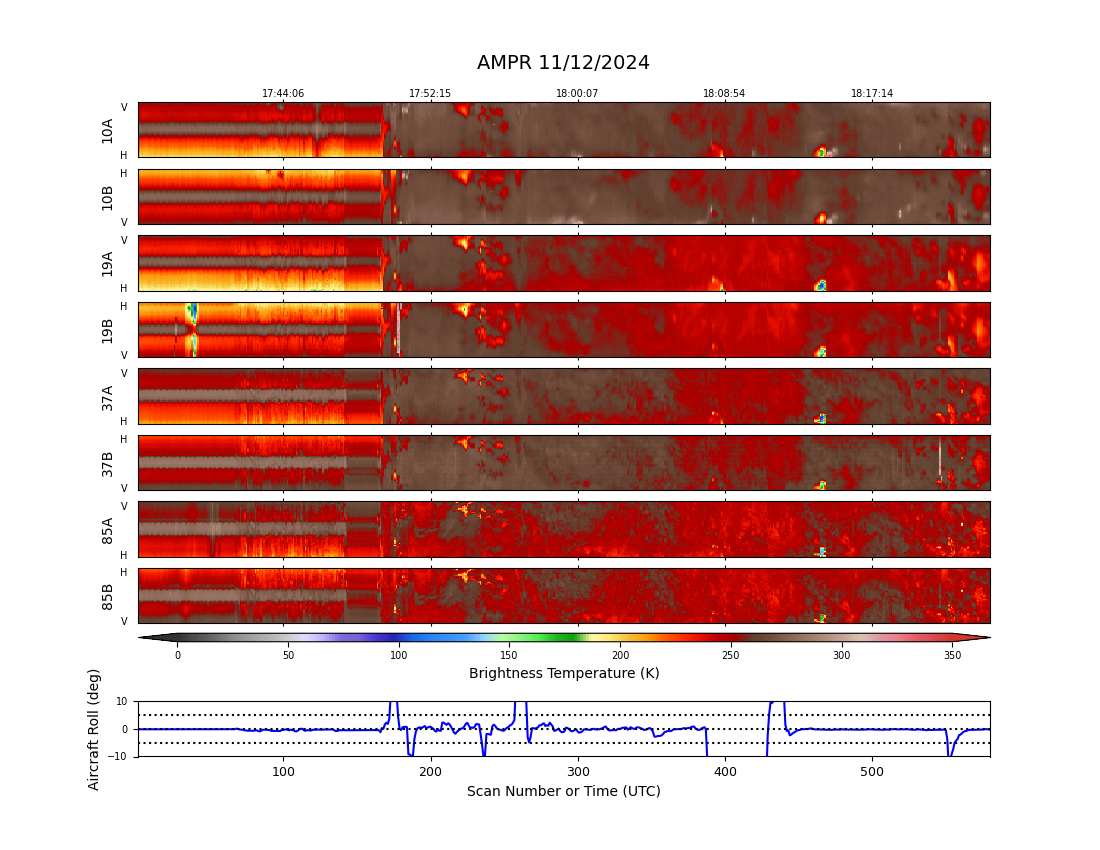 AMPR 11/12/2024
17:44:06 17:52:15 18:00:07 18:08:54 18:17:14
V
10A
H
H
10B
V
V
19A
H
H
19B
V
V
37A
H
H
37B
V
V
85A
H
H
85B
V
0 50 100 150 200 250 300 350
Brightness Temperature (K)
Aircraft Roll (deg)
10
0
−10
100 200 300 400 500
Scan Number or Time (UTC)